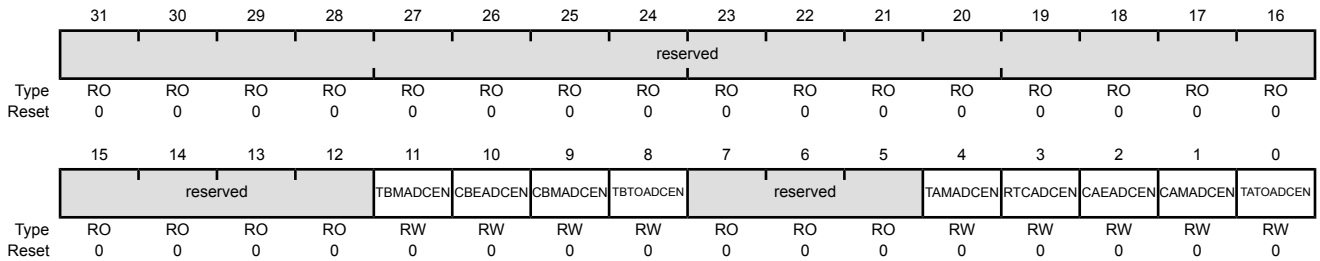 31 30 29 28 27 26 25 24 23 22 21 20 19 18 17 16
reserved
Type RO RO RO RO RO RO RO RO RO RO RO RO RO RO RO RO
Reset 0 0 0 0 0 0 0 0 0 0 0 0 0 0 0 0
15 14 13 12 11 10 9 8 7 6 5 4 3 2 1 0
reserved TBMADCEN CBEADCEN CBMADCEN TBTOADCEN reserved TAMADCEN RTCADCEN CAEADCEN CAMADCEN TATOADCEN
Type RO RO RO RO RW RW RW RW RO RO RO RW RW RW RW RW
Reset 0 0 0 0 0 0 0 0 0 0 0 0 0 0 0 0